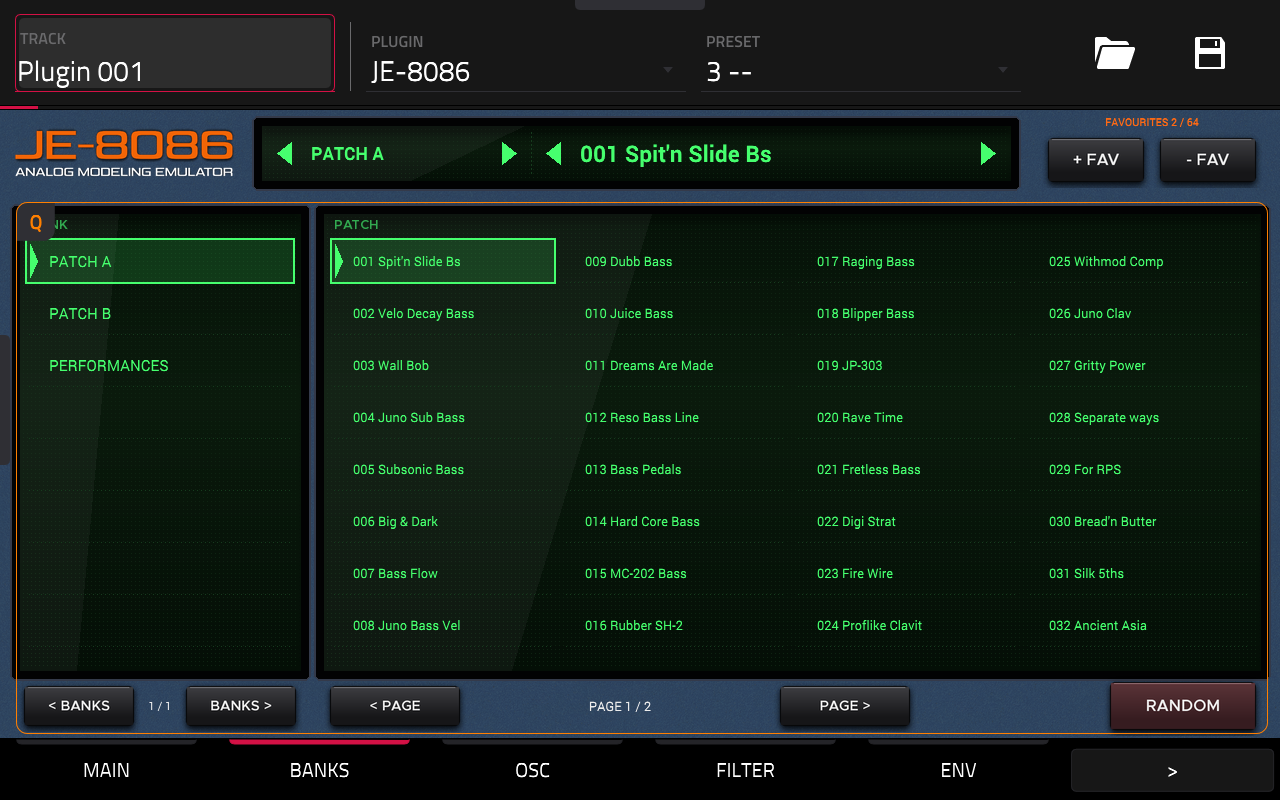 TRACK
Plugin 001
PLUGIN
JE-8086
PRESET
3 --
JE-8086
ANALOG MODELING EMULATOR
PATCH A
001 Spit'n Slide Bs
FAVOURITES 2 / 64
+ FAV
- FAV
Q
NK
PATCH A
PATCH B
PERFORMANCES
PATCH
001 Spit'n Slide Bs
002 Velo Decay Bass
003 Wall Bob
004 Juno Sub Bass
005 Subsonic Bass
006 Big & Dark
007 Bass Flow
008 Juno Bass Vel
009 Dubb Bass
010 Juice Bass
011 Dreams Are Made
012 Reso Bass Line
013 Bass Pedals
014 Hard Core Bass
015 MC-202 Bass
016 Rubber SH-2
017 Raging Bass
018 Blipper Bass
019 JP-303
020 Rave Time
021 Fretless Bass
022 Digi Strat
023 Fire Wire
024 Proflike Clavit
025 Withmod Comp
026 Juno Clav
027 Gritty Power
028 Separate ways
029 For RPS
030 Bread'n Butter
031 Silk 5ths
032 Ancient Asia
< BANKS
1 / 1
BANKS >
< PAGE
PAGE 1 / 2
PAGE >
RANDOM
MAIN
BANKS
OSC
FILTER
ENV
>